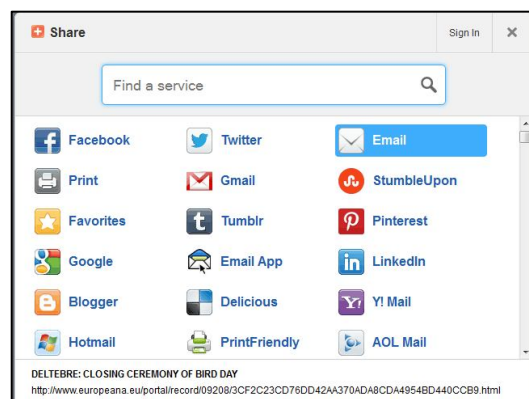 Share
Sign In
Find a service
Facebook
Twitter
Email
Print
Gmail
StumbleUpon
Favorites
Tumblr
Pinterest
Google
Email App
LinkedIn
Blogger
Delicious
Y! Mail
Hotmail
PrintFriendly
AOL Mail
DELTEBRE: CLOSING CEREMONY OF BIRD DAY
http://www.europeana.eu/portal/record/09208/3CF2C23CD76DD42AA370ADA8CDA4954BD440CCB9.html